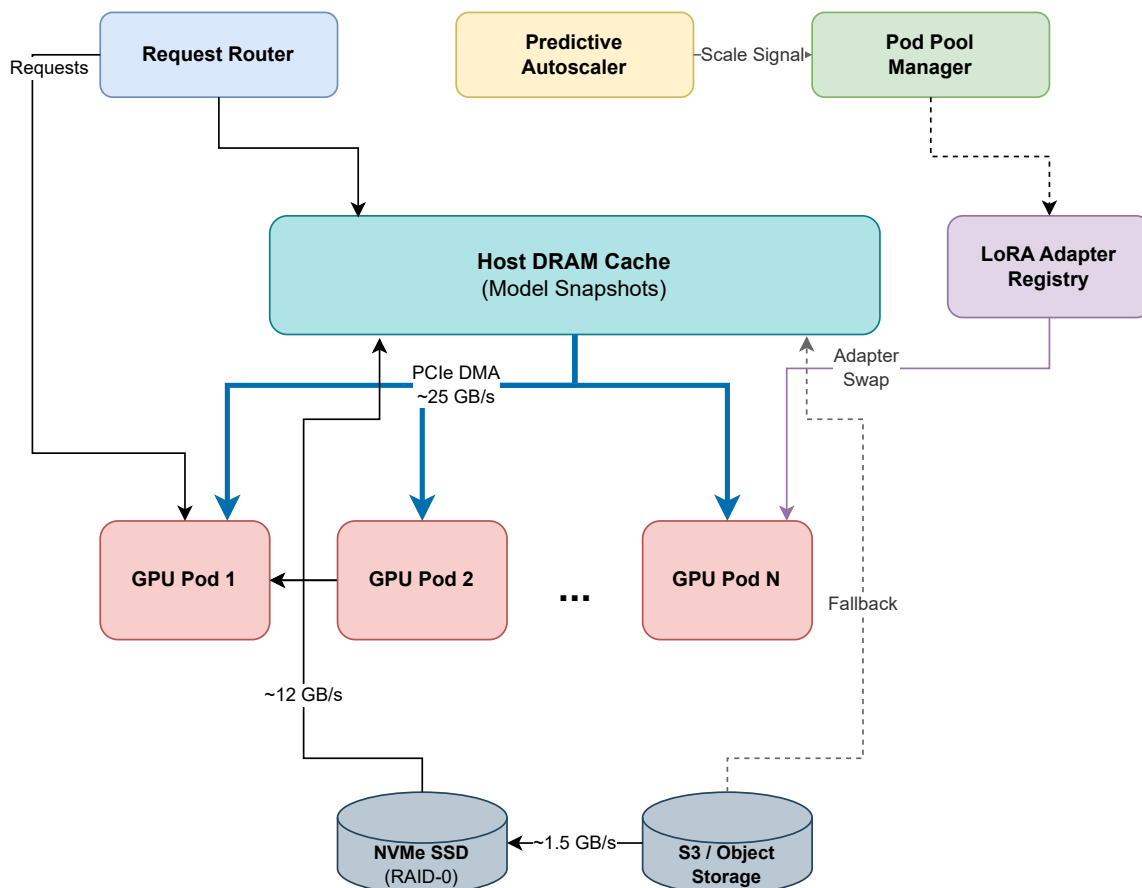 Request Router
Predictive
Autoscaler
Scale Signal
Pod Pool
Manager
Requests
Host DRAM Cache
(Model Snapshots)
LoRA Adapter
Registry
PCIe DMA
~25 GB/s
Adapter
Swap
GPU Pod 1
GPU Pod 2
...
GPU Pod N
Fallback
~12 GB/s
NVMe SSD
(RAID-0)
~1.5 GB/s
S3 / Object
Storage